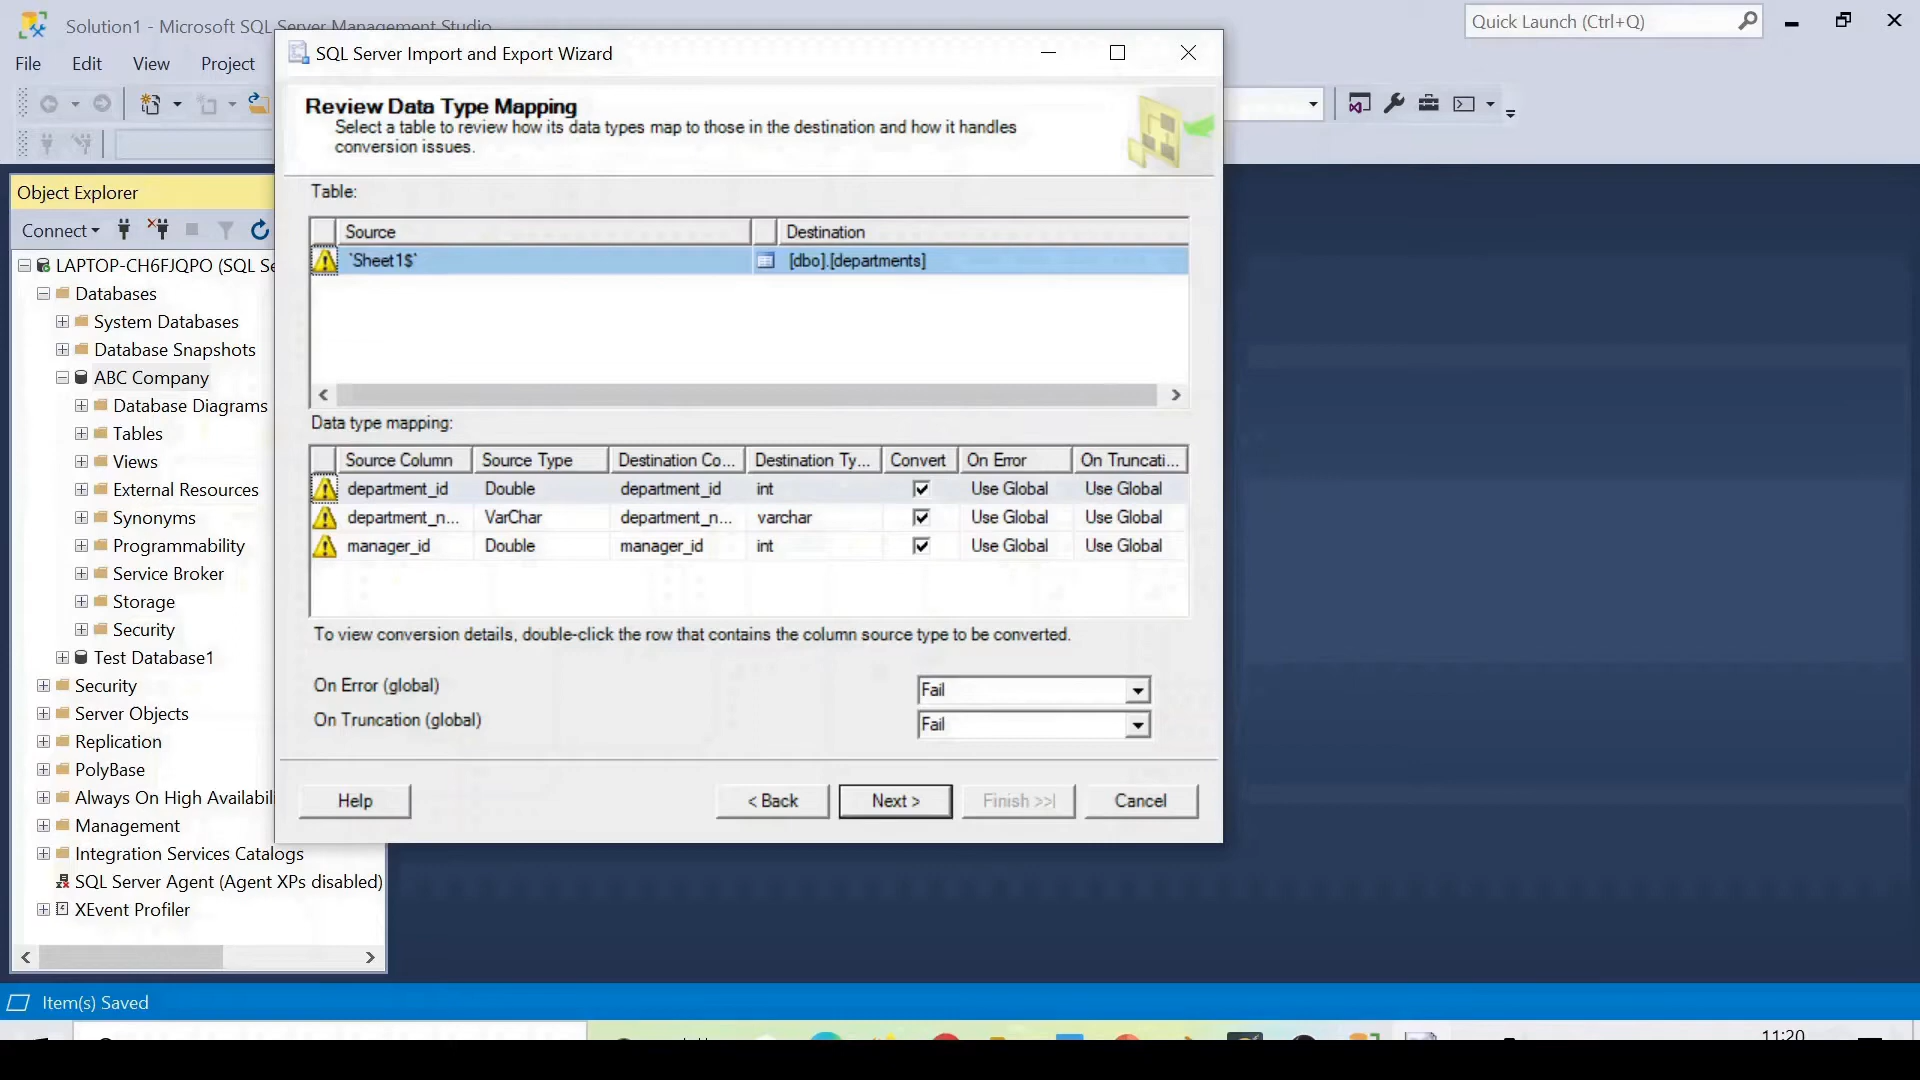 Solution1 - Microsoft SQL Server Management Studio
Quick Launch (Ctrl+Q)
File Edit View Project
SQL Server Import and Export Wizard
Review Data Type Mapping
Select a table to review how its data types map to those in the destination and how it handles
conversion issues.
Object Explorer
Connect
LAPTOP-CH6FJQPO (SQL Se
Databases
System Databases
Database Snapshots
ABC Company
Database Diagrams
Tables
Views
External Resources
Synonyms
Programmability
Service Broker
Storage
Security
Test Database1
Security
Server Objects
Replication
PolyBase
Always On High Availabili
Management
Integration Services Catalogs
SQL Server Agent (Agent XPs disabled)
XEvent Profiler
Table:
Source Destination
`Sheet1$` [dbo].[departments]
Data type mapping:
Source Column Source Type Destination Co... Destination Ty... Convert On Error On Truncati...
department_id Double department_id int Use Global Use Global
department_n... VarChar department_n... varchar Use Global Use Global
manager_id Double manager_id int Use Global Use Global
To view conversion details, double-click the row that contains the column source type to be converted.
On Error (global) Fail
On Truncation (global) Fail
Help < Back Next > Finish >>| Cancel
Item(s) Saved
11:20